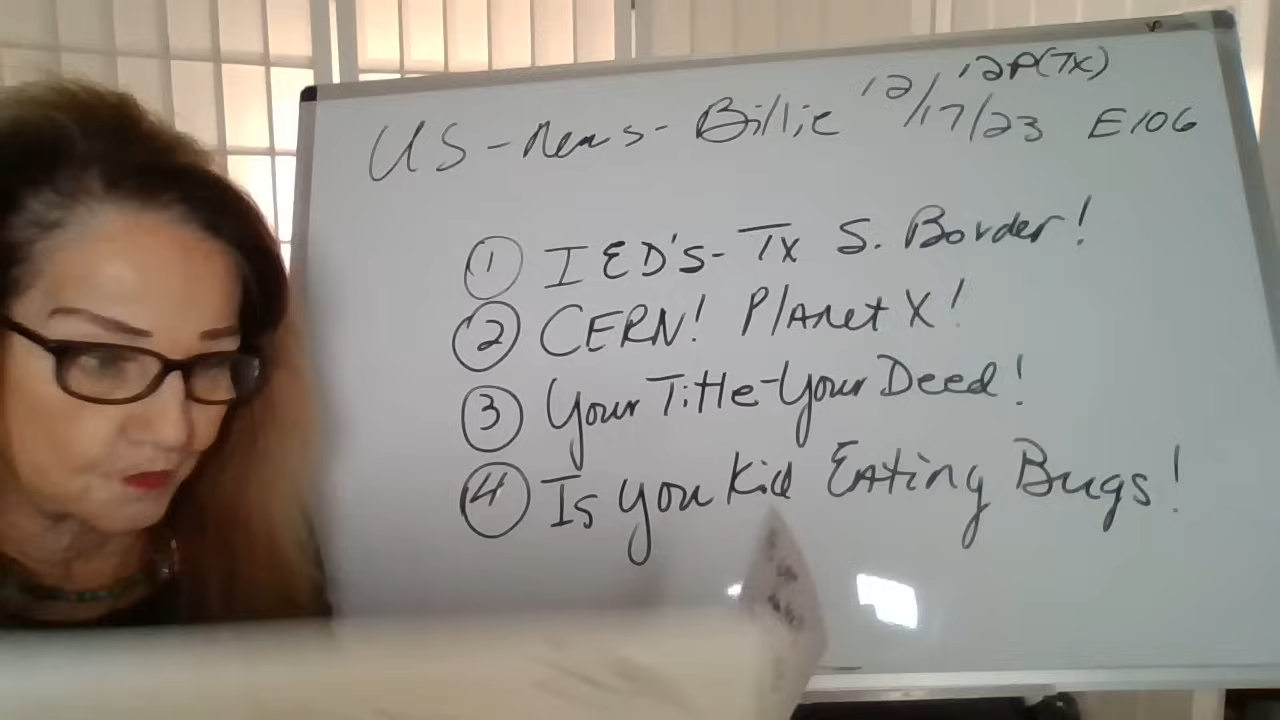 12P(TX)
US-News-Billie 12/17/23 E106
① IED'S-TX S. Border!
② CERN! PlANet X!
③ Your Title-Your Deed!
④ Is you Kid EAting Bugs!